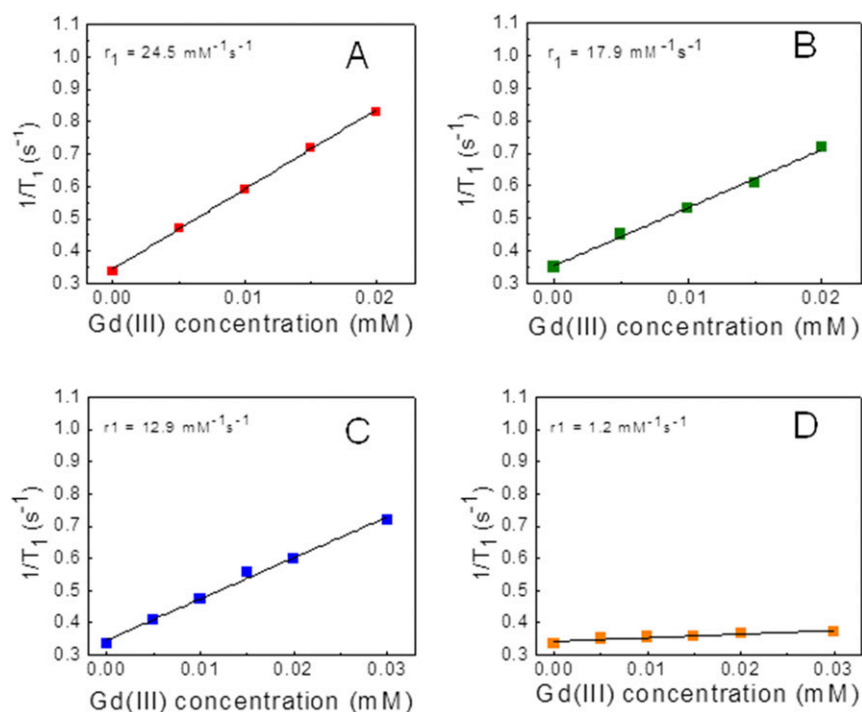 A
r₁ = 24.5 mM⁻¹s⁻¹
1/T₁ (s⁻¹)
1.1
1.0
0.9
0.8
0.7
0.6
0.5
0.4
0.3
0.00 0.01 0.02
Gd(III) concentration (mM)
B
r₁ = 17.9 mM⁻¹s⁻¹
1/T₁ (s⁻¹)
1.1
1.0
0.9
0.8
0.7
0.6
0.5
0.4
0.3
0.00 0.01 0.02
Gd(III) concentration (mM)
C
r1 = 12.9 mM⁻¹s⁻¹
1/T₁ (s⁻¹)
1.1
1.0
0.9
0.8
0.7
0.6
0.5
0.4
0.3
0.00 0.01 0.02 0.03
Gd(III) concentration (mM)
D
r1 = 1.2 mM⁻¹s⁻¹
1/T₁ (s⁻¹)
1.1
1.0
0.9
0.8
0.7
0.6
0.5
0.4
0.3
0.00 0.01 0.02 0.03
Gd(III) concentration (mM)